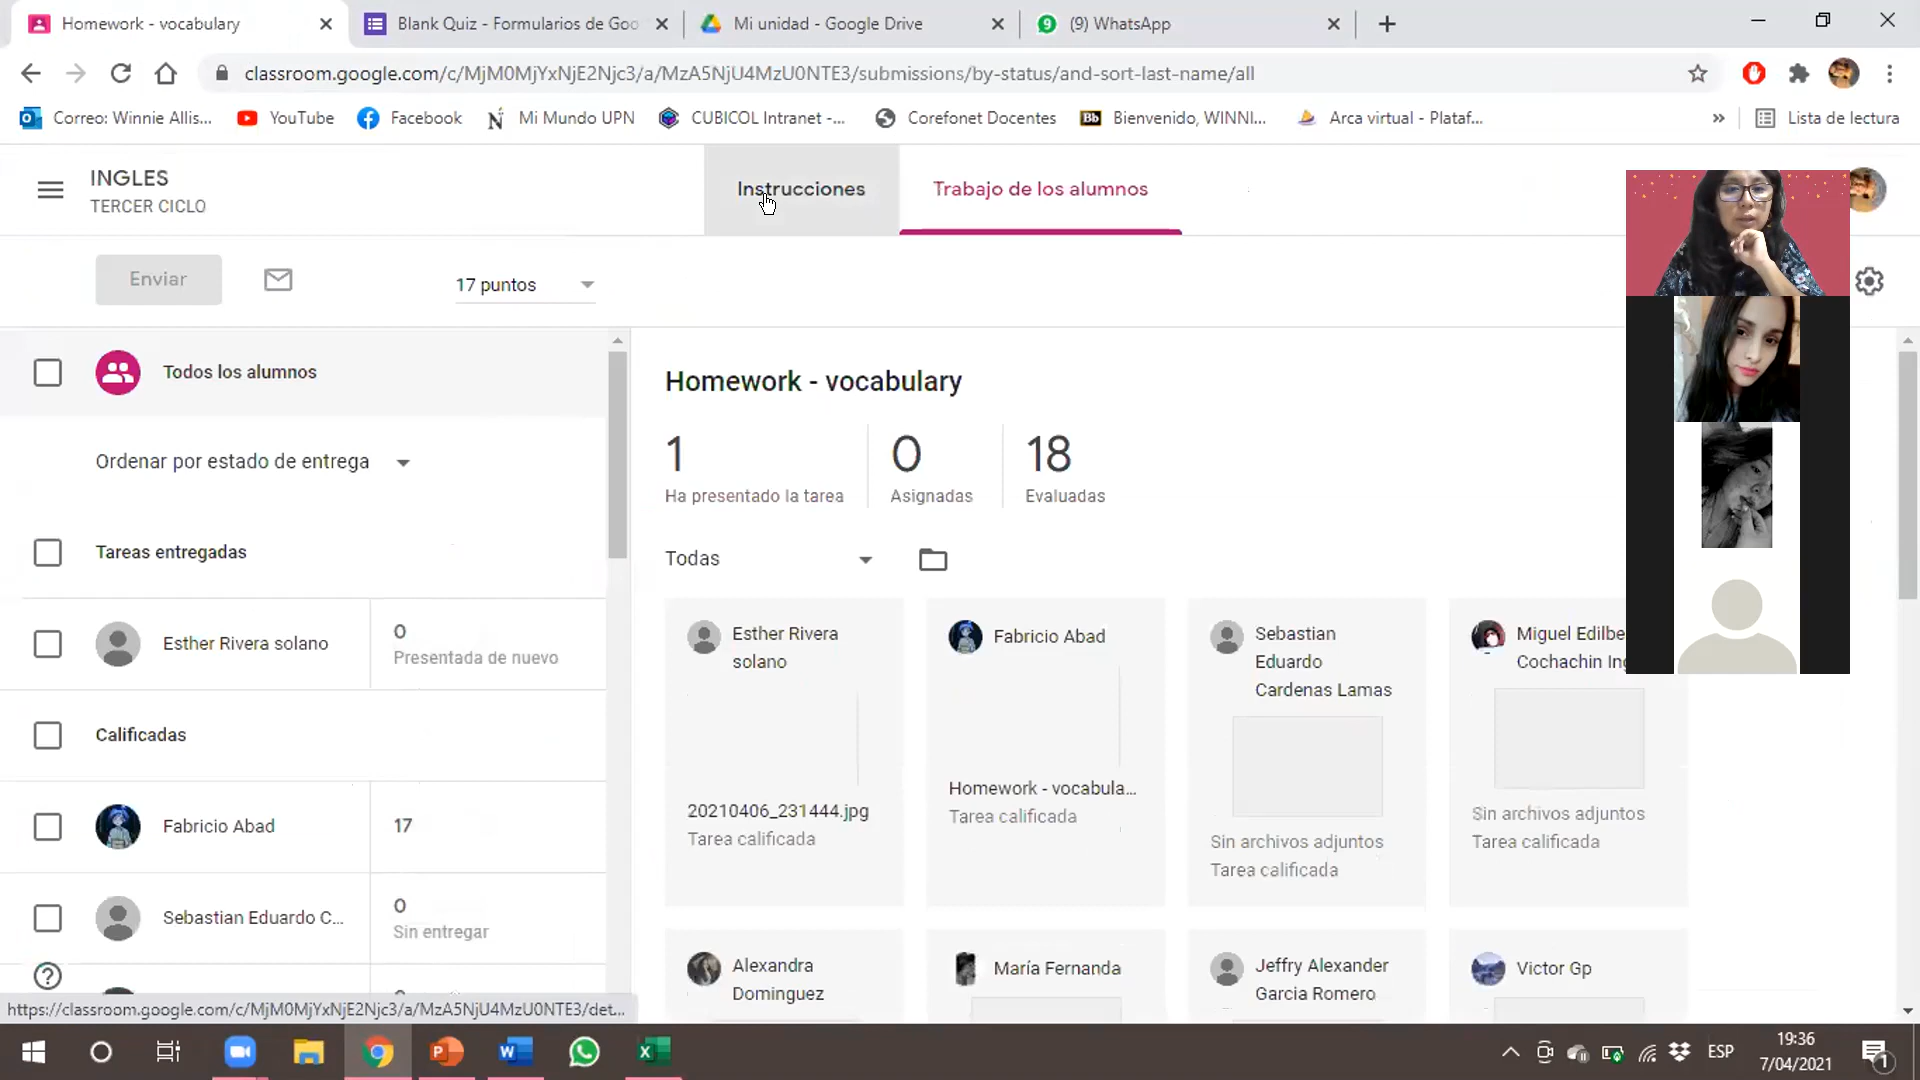 Homework - vocabulary
Blank Quiz - Formularios de Goo
Mi unidad - Google Drive
9
(9) WhatsApp
classroom.google.com/c/MjM0MjYxNjE2Njc3/a/MzA5NjU4MzU0NTE3/submissions/by-status/and-sort-last-name/all
Correo: Winnie Allis...
YouTube
Facebook
Mi Mundo UPN
CUBICOL Intranet -...
Corefonet Docentes
Bb
Bienvenido, WINNI...
Arca virtual - Plataf...
»
Lista de lectura
INGLES
TERCER CICLO
Instrucciones
Trabajo de los alumnos
Enviar
17 puntos
Todos los alumnos
Ordenar por estado de entrega
Tareas entregadas
Esther Rivera solano
0
Presentada de nuevo
Calificadas
Fabricio Abad
17
Sebastian Eduardo C...
0
Sin entregar
Homework - vocabulary
1
Ha presentado la tarea
0
Asignadas
18
Evaluadas
Todas
Esther Rivera
solano
20210406_231444.jpg
Tarea calificada
Fabricio Abad
Homework - vocabula...
Tarea calificada
Sebastian
Eduardo
Cardenas Lamas
Sin archivos adjuntos
Tarea calificada
Miguel Edilbe
Cochachin
Sin archivos adjuntos
Tarea calificada
Alexandra
Dominguez
María Fernanda
Jeffry Alexander
Garcia Romero
Victor Gp
https://classroom.google.com/c/MjM0MjYxNjE2Njc3/a/MzA5NjU4MzU0NTE3/det...
ESP
19:36
7/04/2021
1